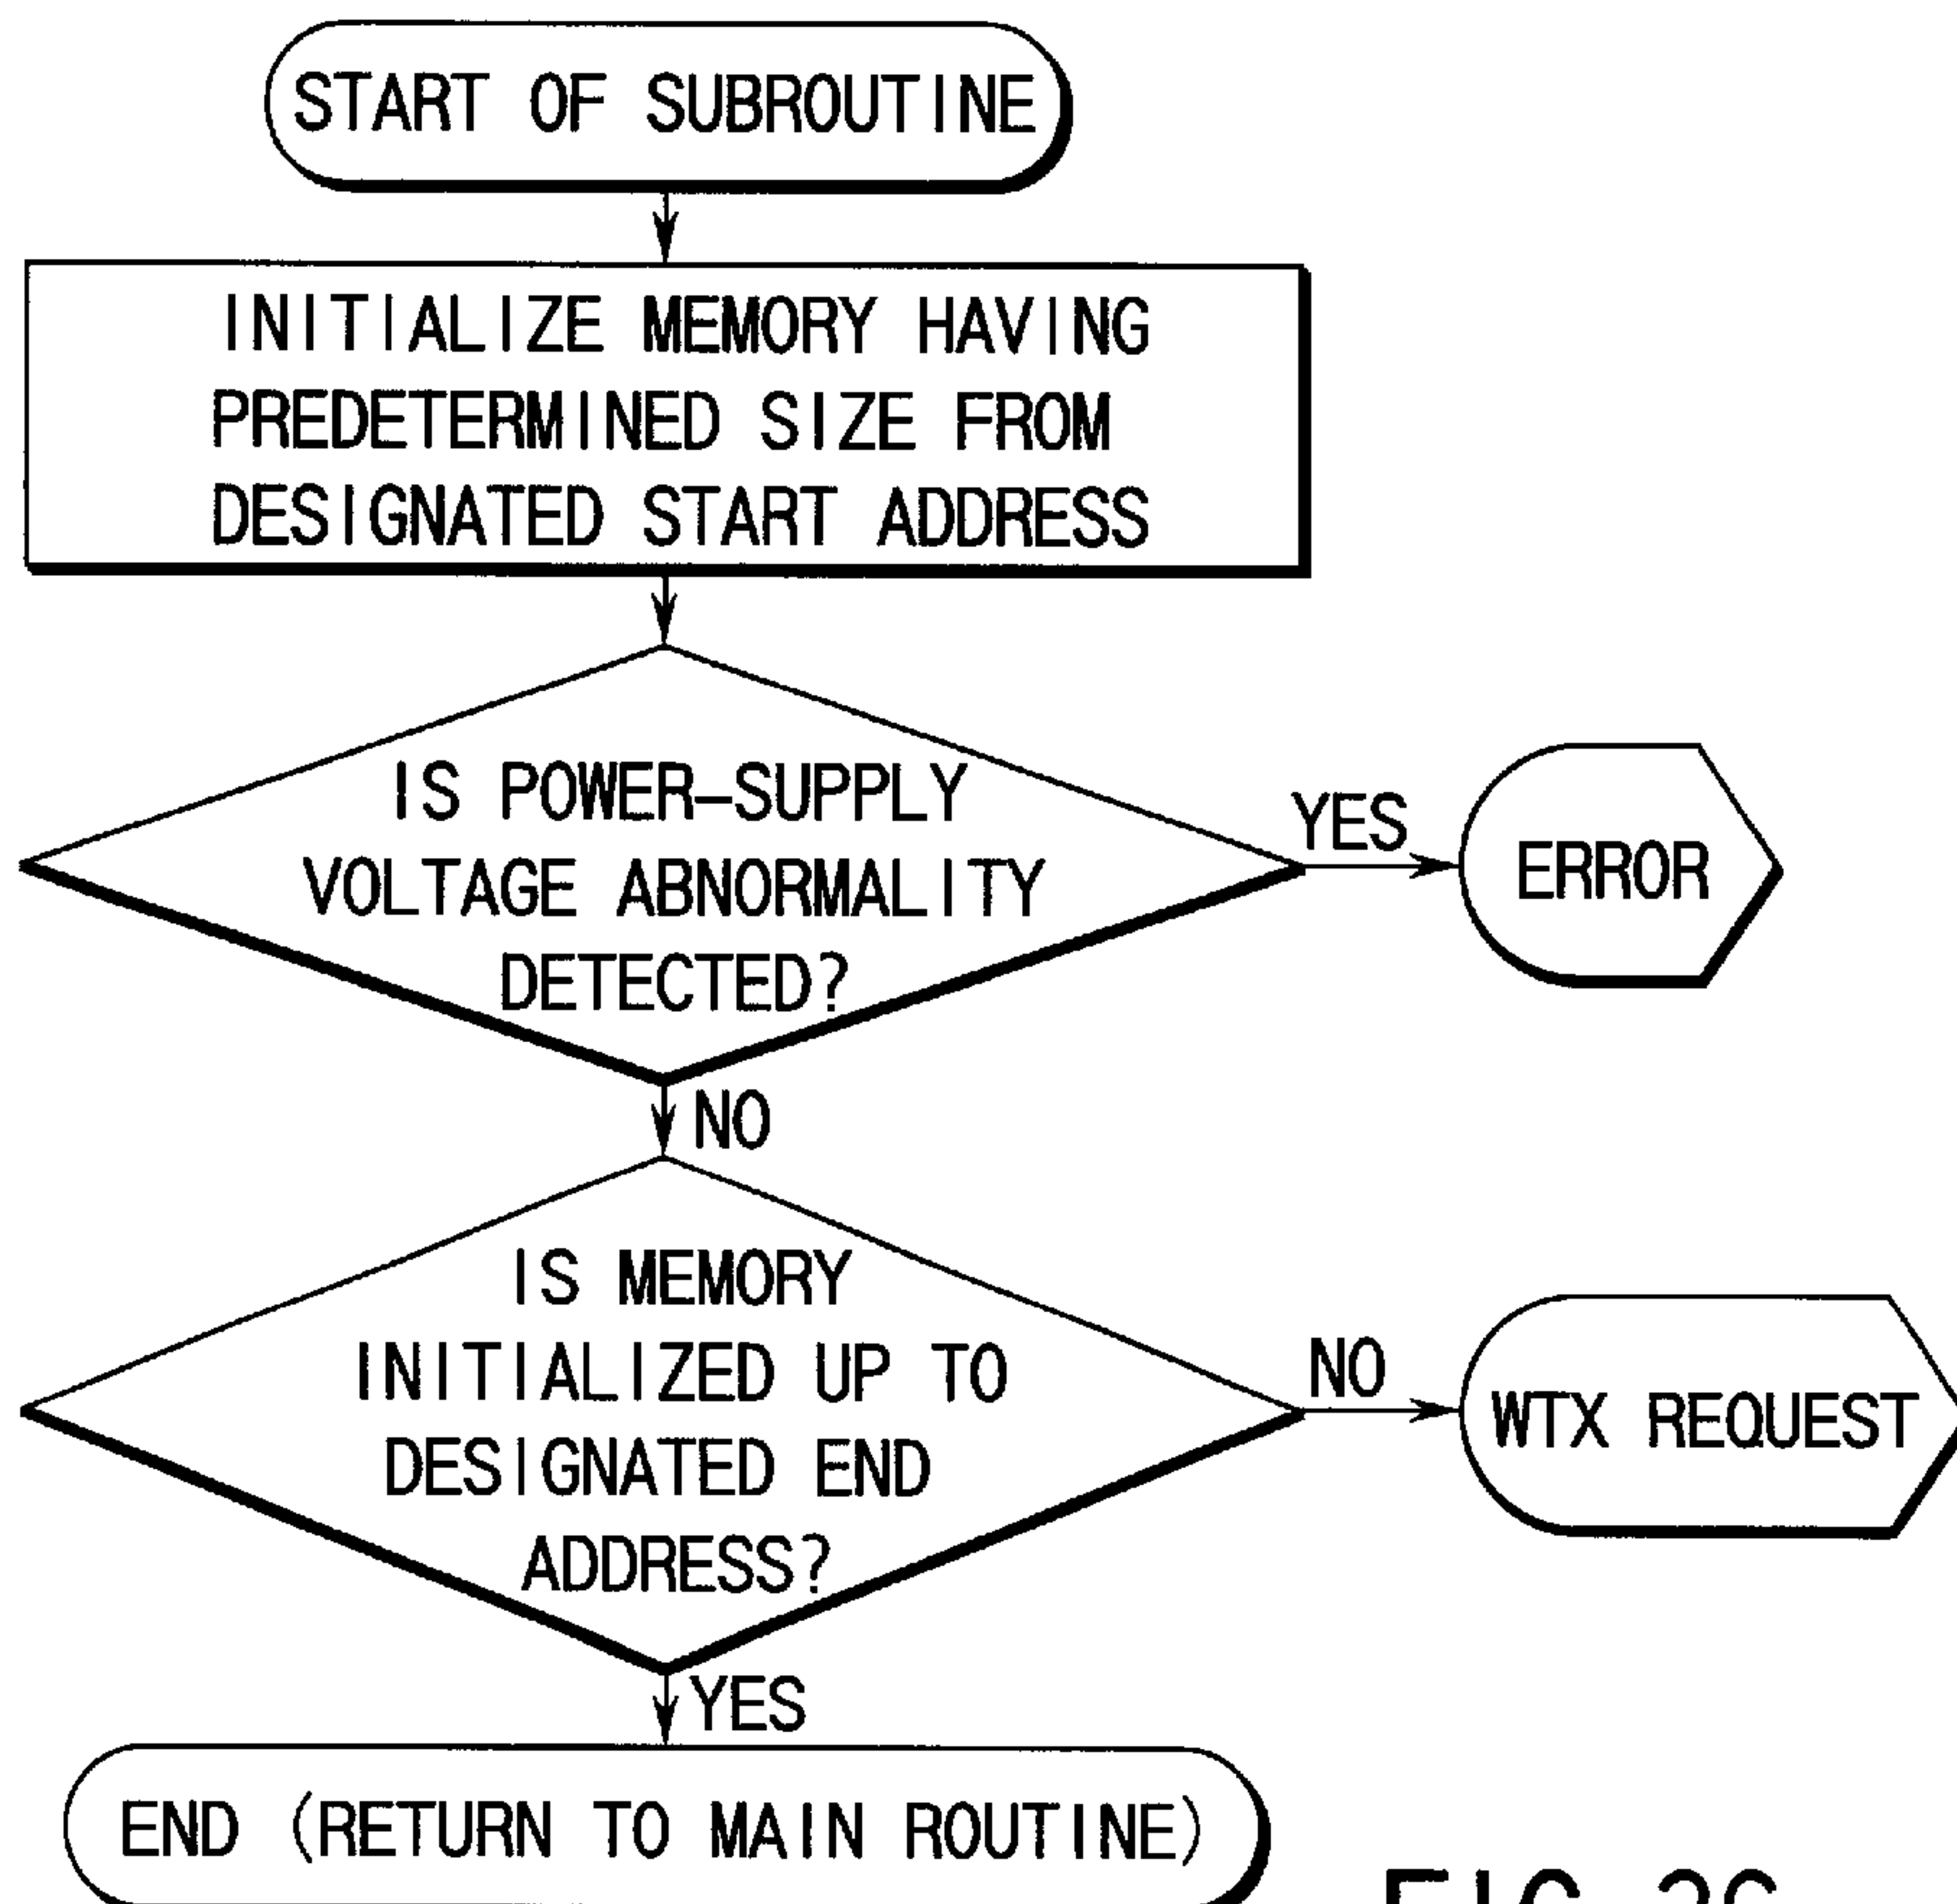 START OF SUBROUTINE
INITIALIZE MEMORY HAVING
PREDETERMINED SIZE FROM
DESIGNATED START ADDRESS
IS POWER-SUPPLY
VOLTAGE ABNORMALITY
DETECTED?
YES
ERROR
NO
IS MEMORY
INITIALIZED UP TO
DESIGNATED END
ADDRESS?
NO
WTX REQUEST
YES
END (RETURN TO MAIN ROUTINE)